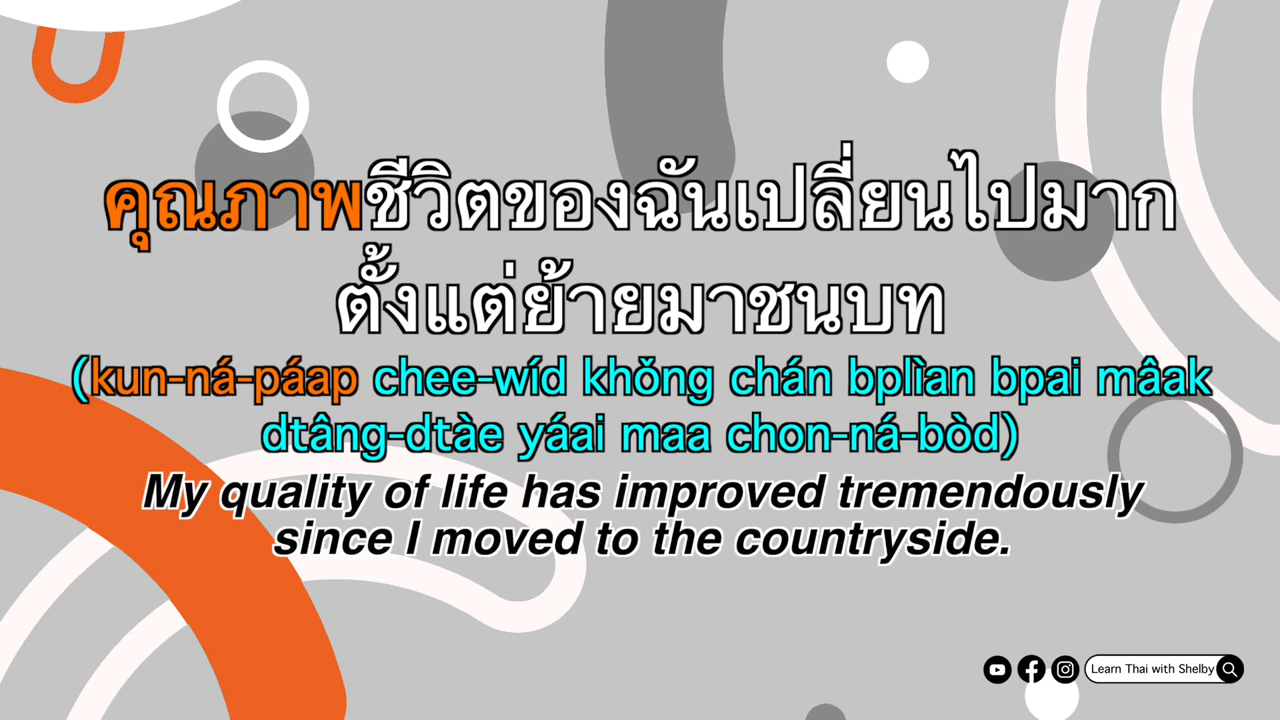 คุณภาพชีวิตของฉันเปลี่ยนไปมาก
ตั้งแต่ย้ายมาชนบท
(kun-ná-páap chee-wíd khǒng chán bplìan bpai mâak
dtâng-dtàe yáai maa chon-ná-bòd)
My quality of life has improved tremendously
since I moved to the countryside.
Learn Thai with Shelby